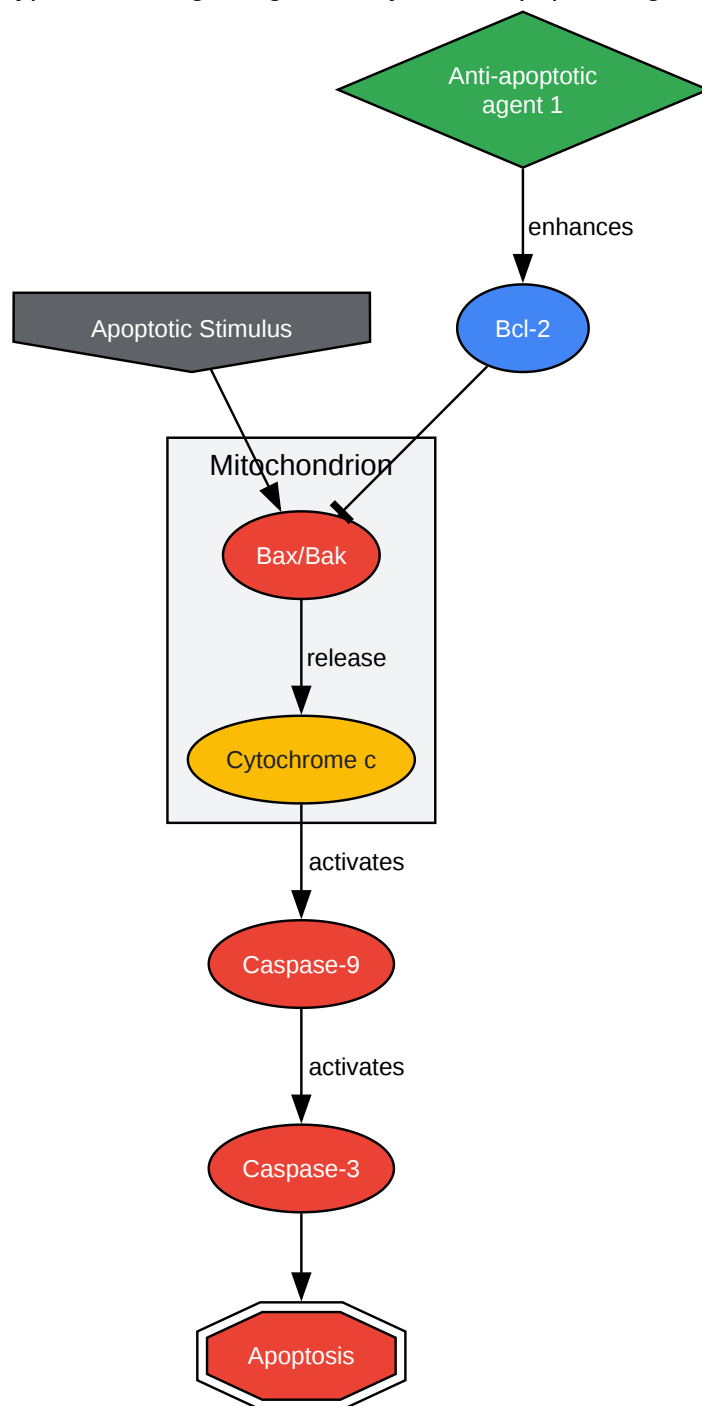 Anti-apoptotic
agent 1
enhances
Apoptotic Stimulus
Bcl-2
Mitochondrion
Bax/Bak
release
Cytochrome c
activates
Caspase-9
activates
Caspase-3
Apoptosis